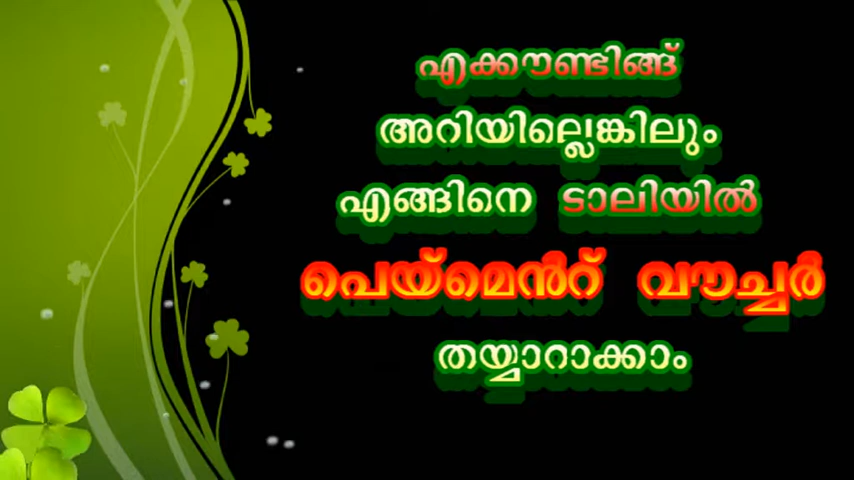 എക്കൗണ്ടിങ്ങ്
അറിയില്ലെങ്കിലും
എങ്ങിനെ ടാലിയിൽ
പെയ്മെൻറ് വൗച്ചർ
തയ്യാറാക്കാം